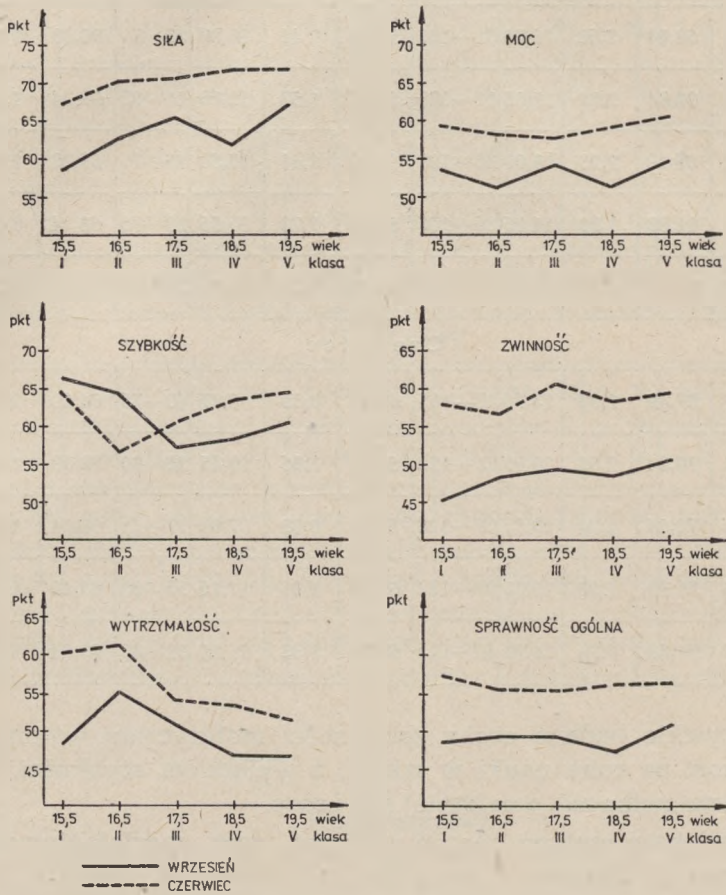 pkt
SIŁA
75
70
65
60
55
15,5 16,5 17,5 18,5 19,5 wiek
I II III IV V klasa
pkt
MOC
70
65
60
55
50
15,5 16,5 17,5 18,5 19,5 wiek
I II III IV V klasa
pkt
SZYBKOŚĆ
70
65
60
55
50
15,5 16,5 17,5 18,5 19,5 wiek
I II III IV V klasa
pkt
ZWINNOŚĆ
65
60
55
50
45
15,5 16,5 17,5 18,5 19,5 wiek
I II III IV V klasa
pkt
WYTRZYMAŁOŚĆ
65
60
55
50
45
15,5 16,5 17,5 18,5 19,5 wiek
I II III IV V klasa
pkt
SPRAWNOŚĆ OGÓLNA
15,5 16,5 17,5 18,5 19,5 wiek
I II III IV V klasa
WRZESIEŃ
CZERWIEC